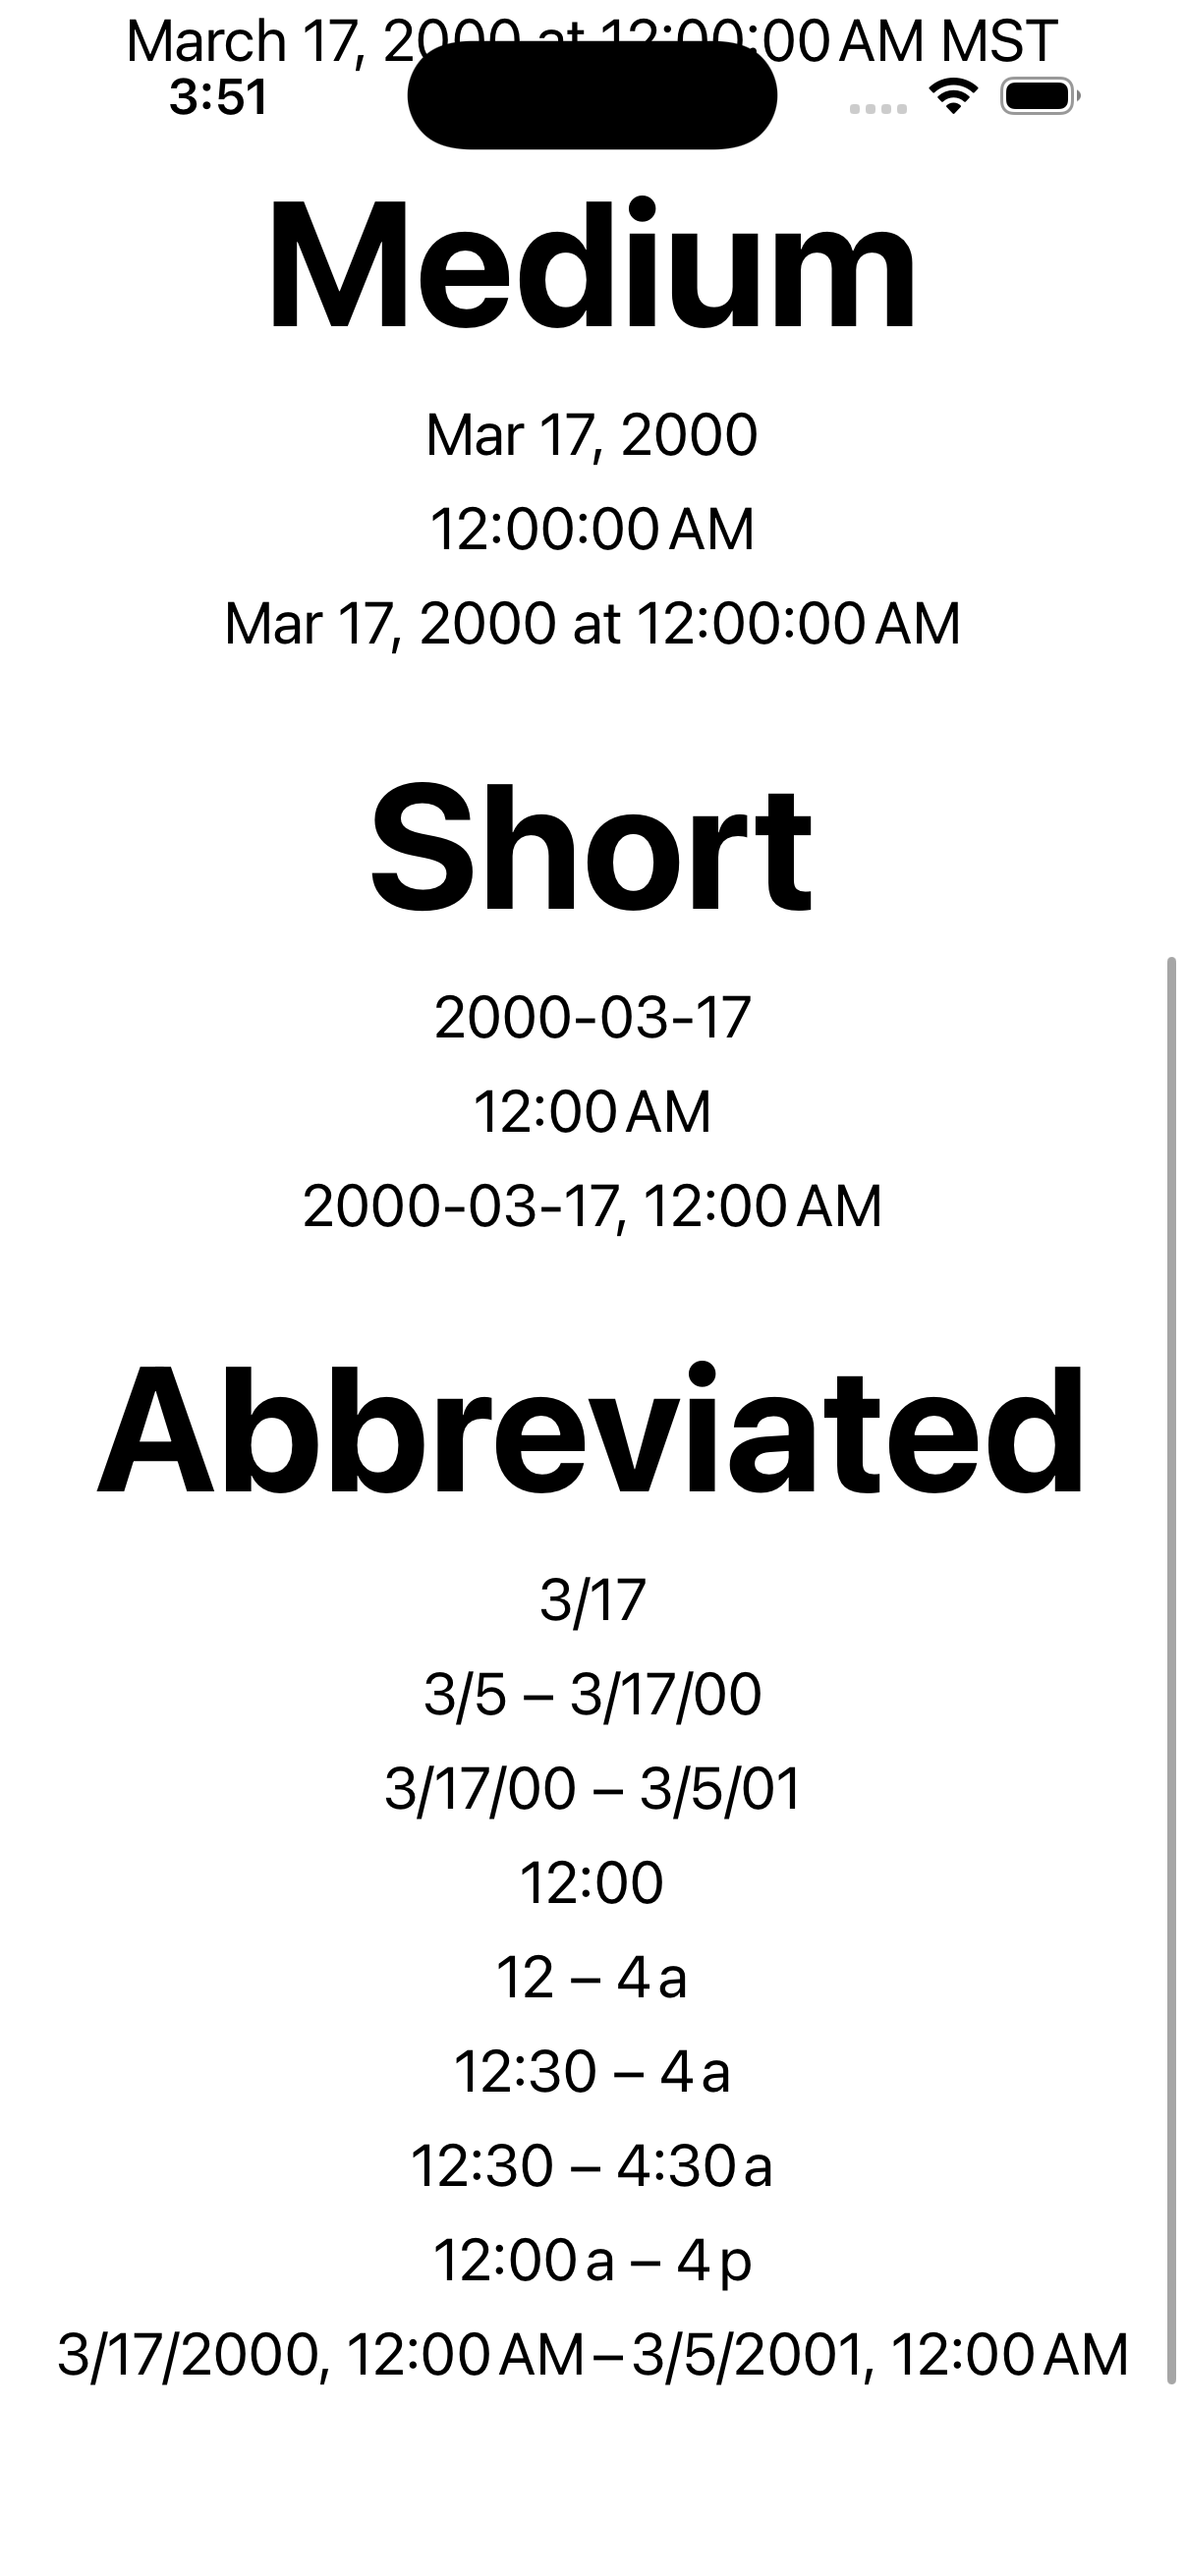 March 17, 2000 at 12:00:00 AM MST
3:51
Medium
Mar 17, 2000
12:00:00 AM
Mar 17, 2000 at 12:00:00 AM
Short
2000-03-17
12:00 AM
2000-03-17, 12:00 AM
Abbreviated
3/17
3/5 – 3/17/00
3/17/00 – 3/5/01
12:00
12 – 4 a
12:30 – 4 a
12:30 – 4:30 a
12:00 a – 4 p
3/17/2000, 12:00 AM – 3/5/2001, 12:00 AM